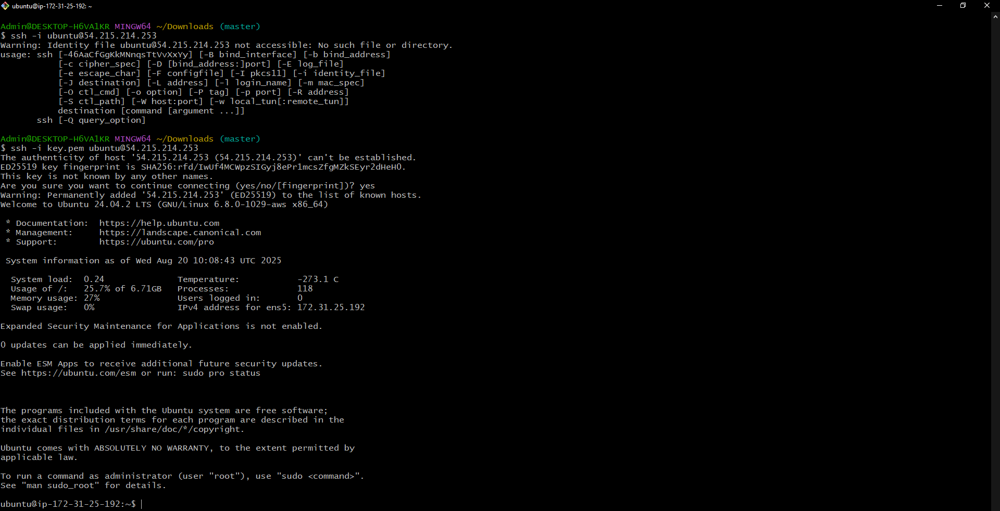 ubuntu@ip-172-31-25-192: ~
Admin@DESKTOP-H6VA1KR MINGW64 ~/Downloads (master)
$ ssh -i ubuntu@54.215.214.253
Warning: Identity file ubuntu@54.215.214.253 not accessible: No such file or directory.
usage: ssh [-46AaCfGgKkMNnqsTtVvXxYy] [-B bind_interface] [-b bind_address]
           [-c cipher_spec] [-D [bind_address:]port] [-E log_file]
           [-e escape_char] [-F configfile] [-I pkcs11] [-i identity_file]
           [-J destination] [-L address] [-l login_name] [-m mac_spec]
           [-O ctl_cmd] [-o option] [-P tag] [-p port] [-R address]
           [-S ctl_path] [-W host:port] [-w local_tun[:remote_tun]]
           destination [command [argument ...]]
       ssh [-Q query_option]
Admin@DESKTOP-H6VA1KR MINGW64 ~/Downloads (master)
$ ssh -i key.pem ubuntu@54.215.214.253
The authenticity of host '54.215.214.253 (54.215.214.253)' can't be established.
ED25519 key fingerprint is SHA256:rfd/IwUf4MCWpzSIGyj8ePr1mcsZfgMZkSEyr2dHeH0.
This key is not known by any other names.
Are you sure you want to continue connecting (yes/no/[fingerprint])? yes
Warning: Permanently added '54.215.214.253' (ED25519) to the list of known hosts.
Welcome to Ubuntu 24.04.2 LTS (GNU/Linux 6.8.0-1029-aws x86_64)
 * Documentation:  https://help.ubuntu.com
 * Management:     https://landscape.canonical.com
 * Support:        https://ubuntu.com/pro
 System information as of Wed Aug 20 10:08:43 UTC 2025
  System load:  0.24              Temperature:           -273.1 C
  Usage of /:   25.7% of 6.71GB   Processes:             118
  Memory usage: 27%               Users logged in:       0
  Swap usage:   0%                IPv4 address for ens5: 172.31.25.192
Expanded Security Maintenance for Applications is not enabled.
0 updates can be applied immediately.
Enable ESM Apps to receive additional future security updates.
See https://ubuntu.com/esm or run: sudo pro status
The programs included with the Ubuntu system are free software;
the exact distribution terms for each program are described in the
individual files in /usr/share/doc/*/copyright.
Ubuntu comes with ABSOLUTELY NO WARRANTY, to the extent permitted by
applicable law.
To run a command as administrator (user "root"), use "sudo <command>".
See "man sudo_root" for details.
ubuntu@ip-172-31-25-192:~$